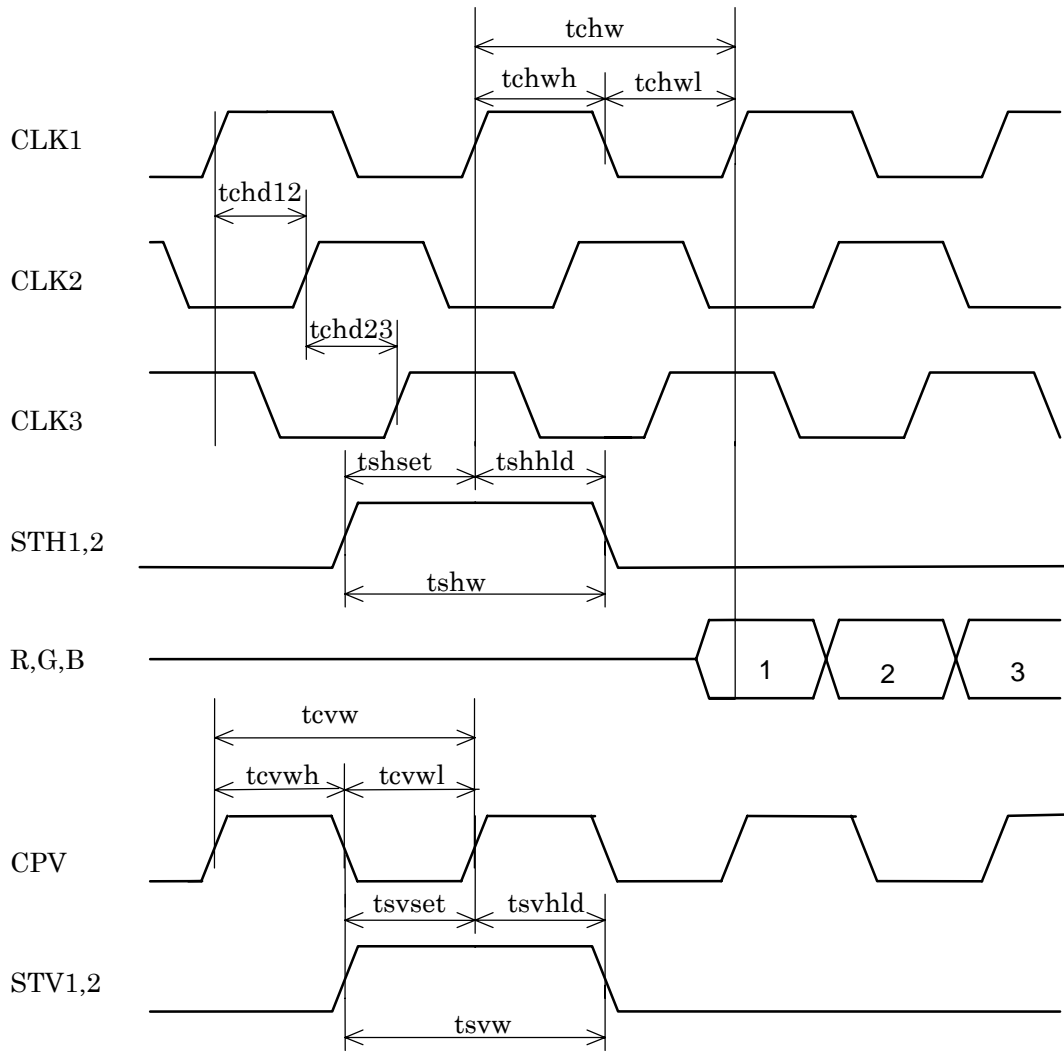 tchw
tchwh tchwl
CLK1
tchd12
CLK2
tchd23
CLK3
tshset tshhld
STH1,2
tshw
R,G,B
1 2 3
tcvw
tcvwh tcvwl
CPV
tsvset tsvhld
STV1,2
tsvw